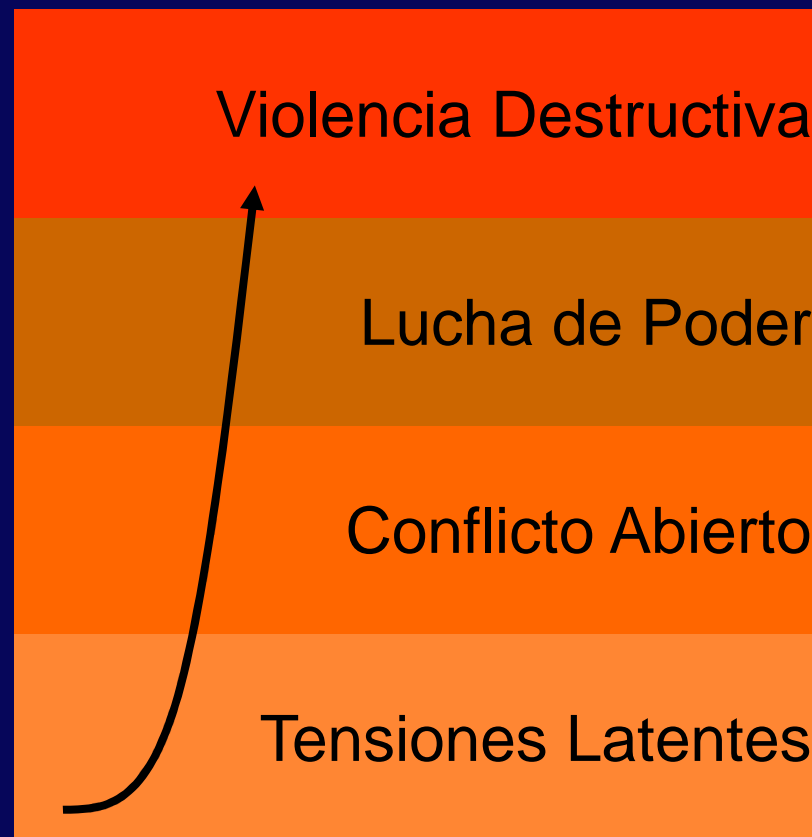 Violencia Destructiva
Lucha de Poder
Conflicto Abierto
Tensiones Latentes